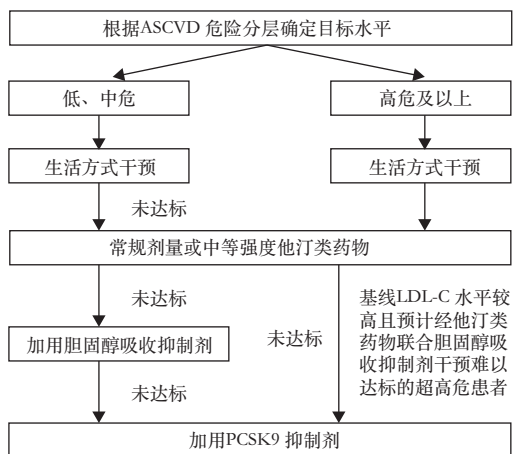 根据ASCVD 危险分层确定目标水平
低、中危
高危及以上
生活方式干预
生活方式干预
未达标
常规剂量或中等强度他汀类药物
未达标
加用胆固醇吸收抑制剂
未达标
未达标
基线LDL-C 水平较
高且预计经他汀类
药物联合胆固醇吸
收抑制剂干预难以
达标的超高危患者
加用PCSK9 抑制剂